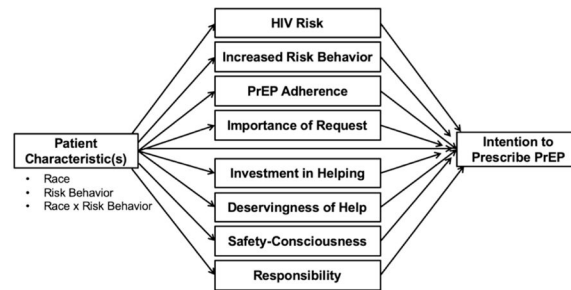 HIV Risk
Increased Risk Behavior
PrEP Adherence
Importance of Request
Patient
Characteristic(s)
• Race
• Risk Behavior
• Race x Risk Behavior
Intention to
Prescribe PrEP
Investment in Helping
Deservingness of Help
Safety-Consciousness
Responsibility